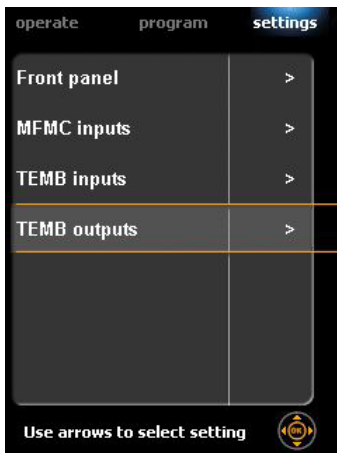 operate program settings
Front panel >
MFMC inputs >
TEMB inputs >
TEMB outputs >
Use arrows to select setting OK